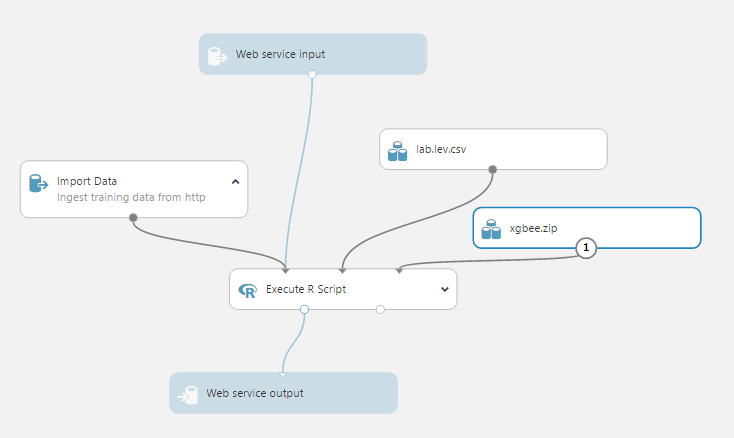 Web service input
lab.lev.csv
Import Data
Ingest training data from http
xgbee.zip
1
R Execute R Script
Web service output